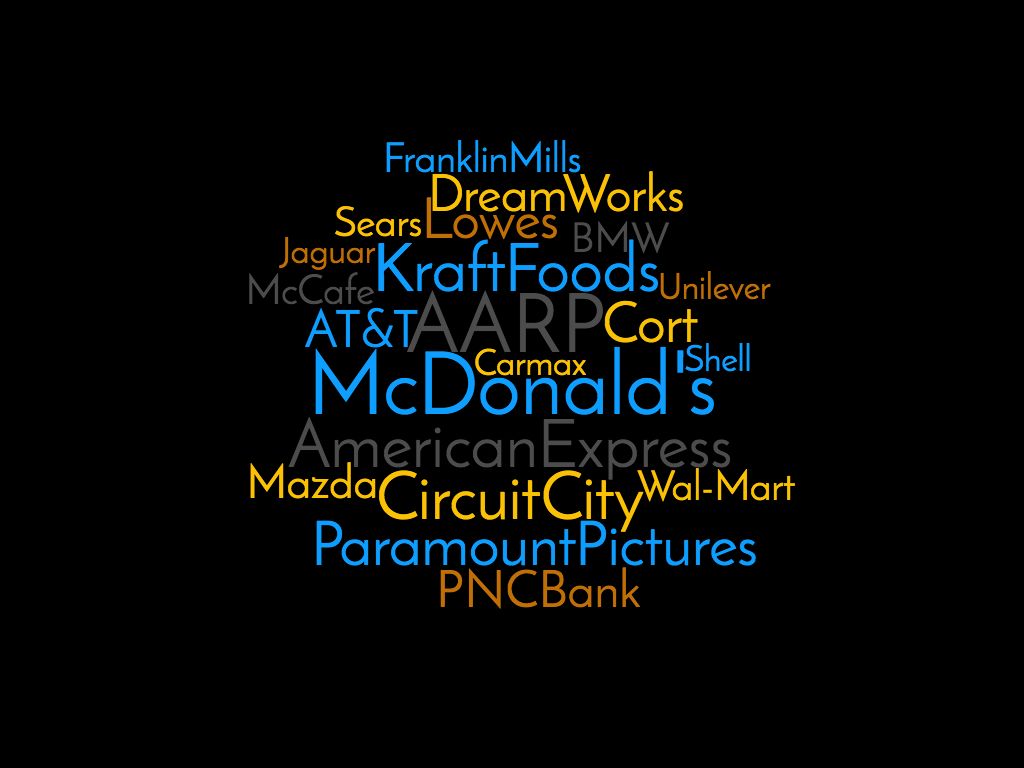 FranklinMills
DreamWorks
Sears Lowes BMW
Jaguar KraftFoods
McCafe Unilever
AARP
AT&T Cort
Carmax Shell
McDonald's
AmericanExpress
Mazda CircuitCity Wal-Mart
ParamountPictures
PNCBank